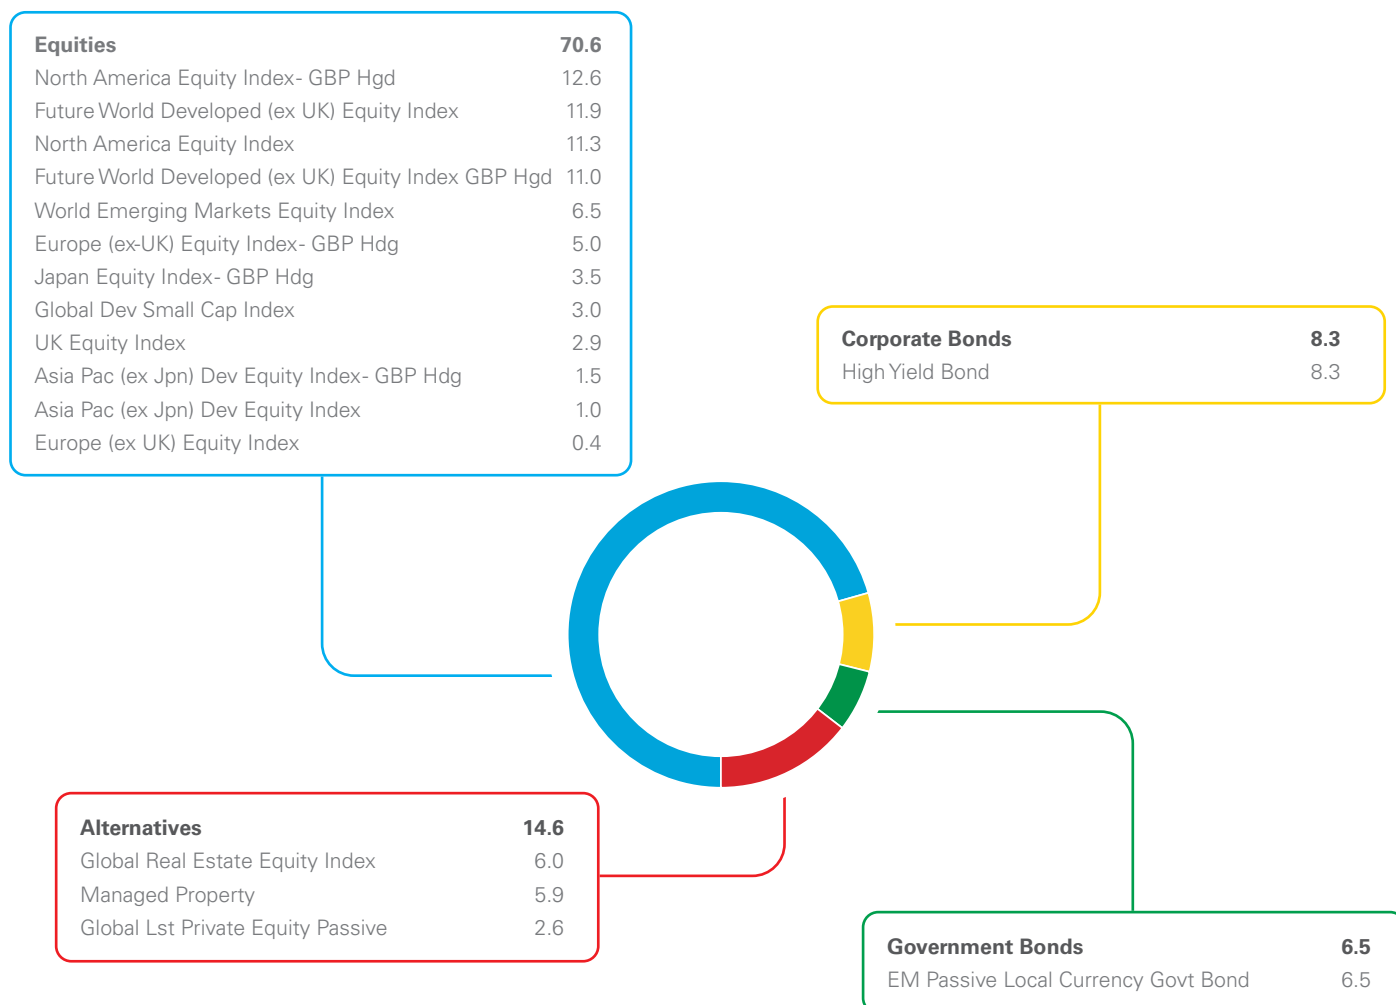 Equities 70.6
North America Equity Index- GBP Hgd 12.6
Future World Developed (ex UK) Equity Index 11.9
North America Equity Index 11.3
Future World Developed (ex UK) Equity Index GBP Hgd 11.0
World Emerging Markets Equity Index 6.5
Europe (ex-UK) Equity Index- GBP Hdg 5.0
Japan Equity Index- GBP Hdg 3.5
Global Dev Small Cap Index 3.0
UK Equity Index 2.9
Asia Pac (ex Jpn) Dev Equity Index- GBP Hdg 1.5
Asia Pac (ex Jpn) Dev Equity Index 1.0
Europe (ex UK) Equity Index 0.4
Corporate Bonds 8.3
High Yield Bond 8.3
Alternatives 14.6
Global Real Estate Equity Index 6.0
Managed Property 5.9
Global Lst Private Equity Passive 2.6
Government Bonds 6.5
EM Passive Local Currency Govt Bond 6.5